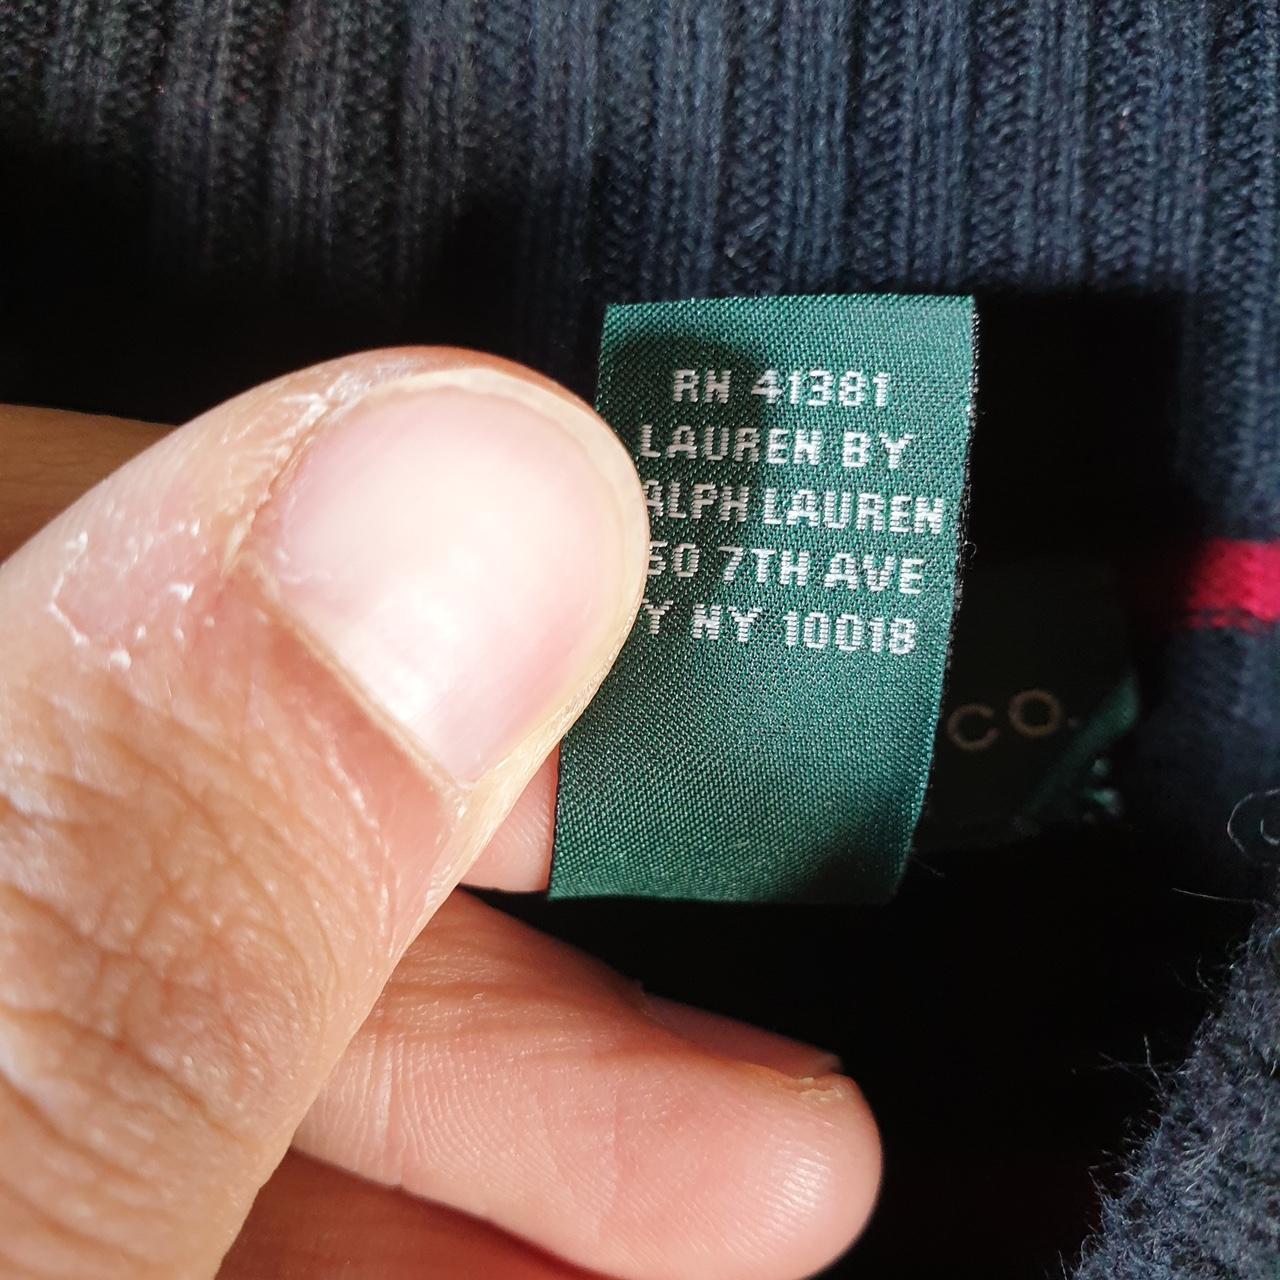 RN 41381
LAUREN BY
ALPH LAUREN
50 7TH AVE
Y NY 10018
CO.